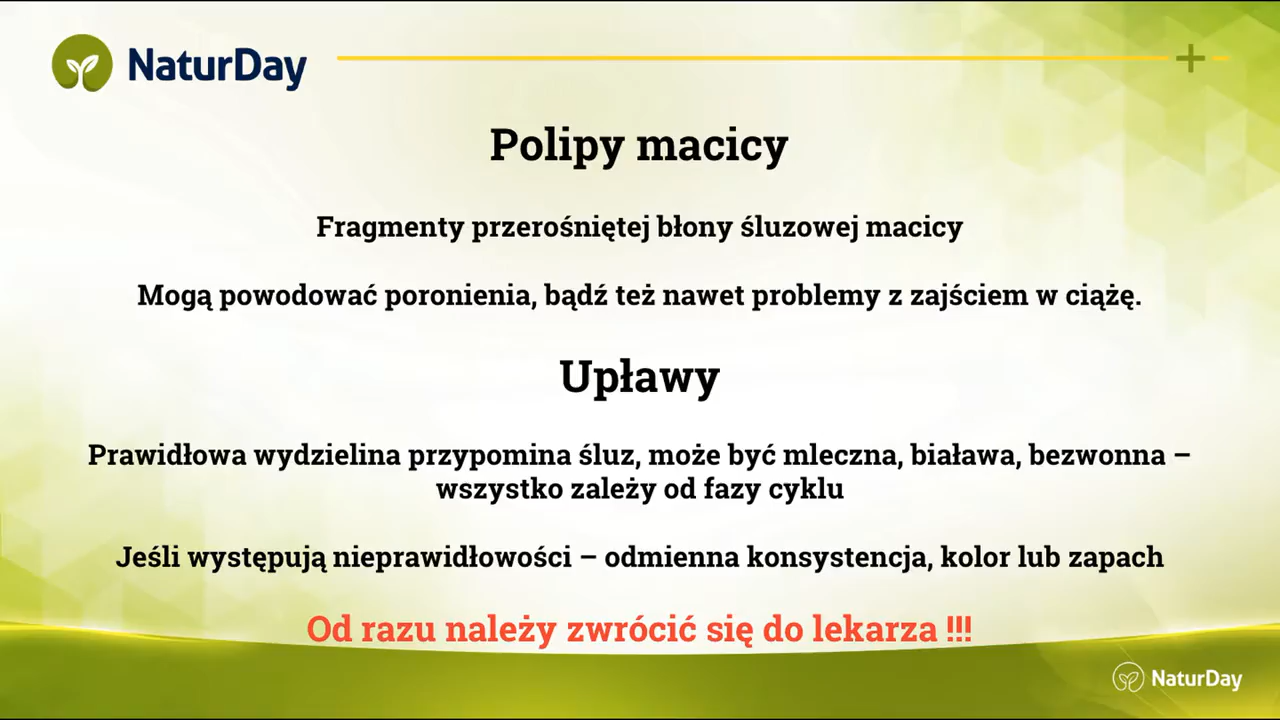 NaturDay
Polipy macicy
Fragmenty przerośniętej błony śluzowej macicy
Mogą powodować poronienia, bądź też nawet problemy z zajściem w ciążę.
Upławy
Prawidłowa wydzielina przypomina śluz, może być mleczna, biaława, bezwonna –
wszystko zależy od fazy cyklu
Jeśli występują nieprawidłowości – odmienna konsystencja, kolor lub zapach
Od razu należy zwrócić się do lekarza !!!
NaturDay